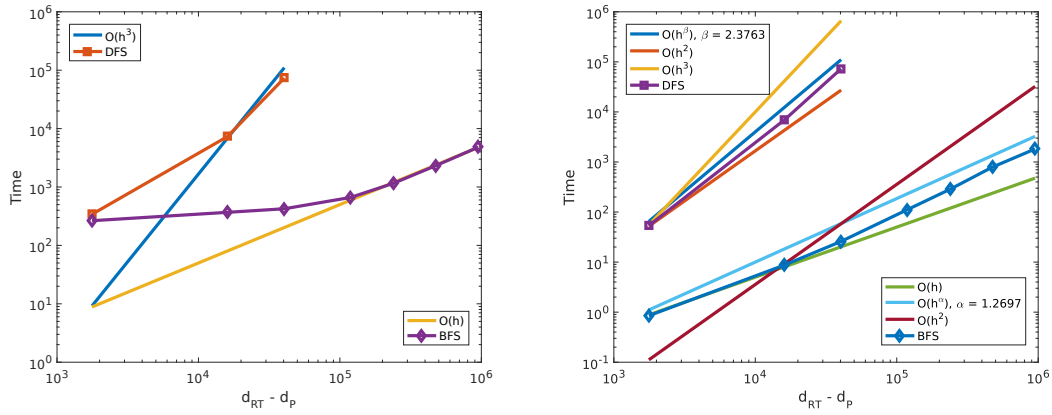 10^6
10^5
10^4
10^3
10^2
10^1
10^0
Time
O(h^3)
DFS
O(h)
BFS
10^3
10^4
10^5
10^6
d_RT - d_P
10^6
10^5
10^4
10^3
10^2
10^1
10^0
10^-1
Time
O(h^β), β = 2.3763
O(h^2)
O(h^3)
DFS
O(h)
O(h^α), α = 1.2697
O(h^2)
BFS
10^3
10^4
10^5
10^6
d_RT - d_P